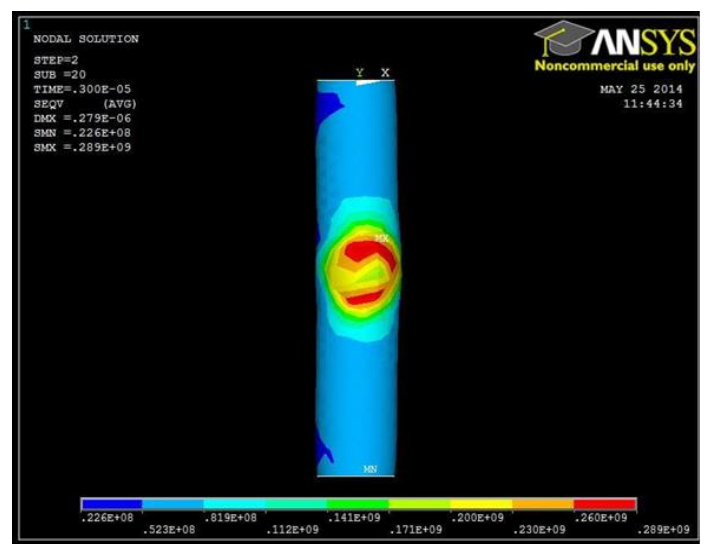 1
NODAL SOLUTION
STEP=2
SUB =20
TIME=.300E-05
SEQV (AVG)
DMX =.279E-06
SMN =.226E+08
SMX =.289E+09
ANSYS
Noncommercial use only
MAY 25 2014
11:44:34
Y X
MX
MN
.226E+08 .819E+08 .141E+09 .200E+09 .260E+09
.523E+08 .112E+09 .171E+09 .230E+09 .289E+09